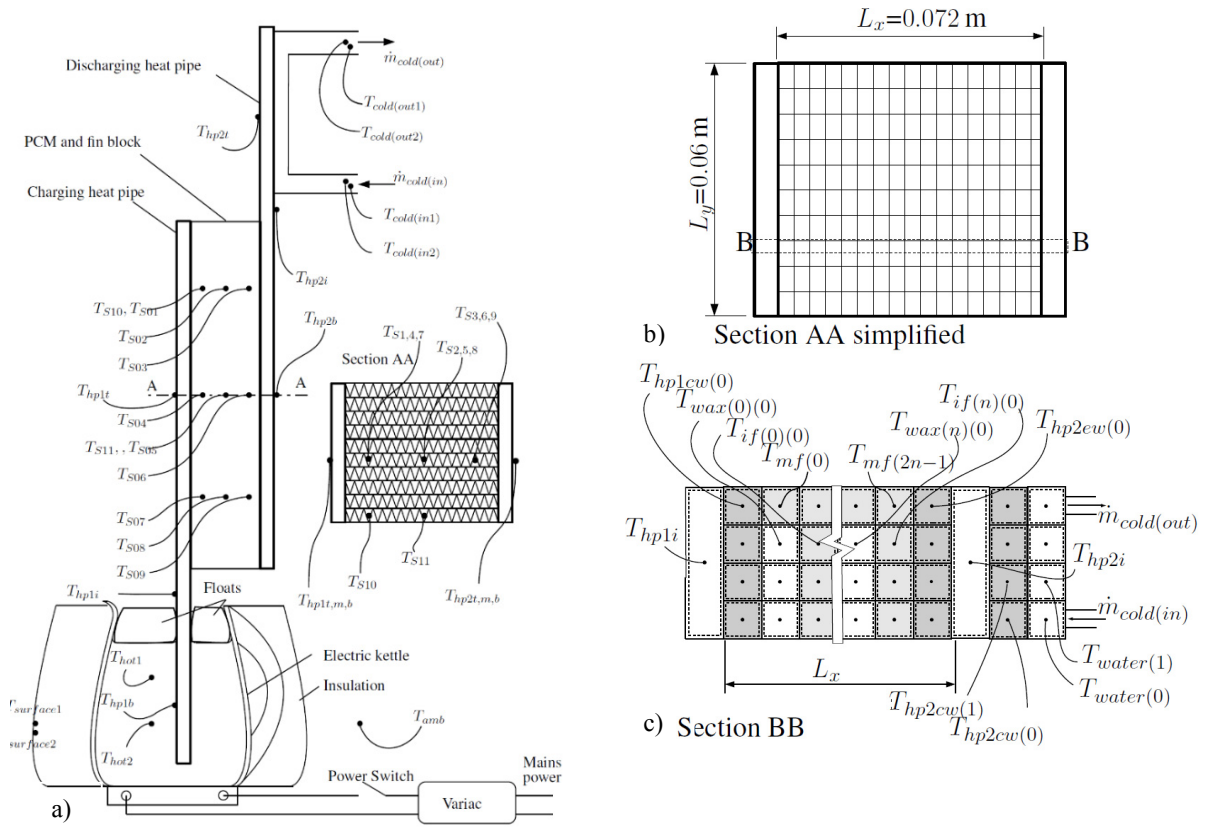 Discharging heat pipe
ṁcold(out)
Tcold(out1)
Thp2t
Tcold(out2)
PCM and fin block
ṁcold(in)
Charging heat pipe
Tcold(in1)
Tcold(in2)
Thp2i
TS10, TS01
TS02
TS03
Thp2b
TS3,6,9
TS1,4,7
TS2,5,8
Section AA
A
A
Thp1t
TS04
TS11, , TS05
TS06
TS07
TS08
TS09
TS10
TS11
Thp1t,m,b
Thp2t,m,b
Thp1i
Floats
Thot1
Electric kettle
Insulation
Thp1b
Tsurface1
surface2
Tamb
Thot2
Power Switch
Mains
power
Variac
a)
Lx=0.072 m
Ly=0.06 m
B
B
b) Section AA simplified
Thp1cw(0)
Twax(0)(0)
Tif(0)(0)
Tmf(0)
Tif(n)(0)
Twax(n)(0)
Thp2ew(0)
Tmf(2n−1)
Thp1i
ṁcold(out)
Thp2i
ṁcold(in)
Lx
Twater(1)
Twater(0)
Thp2cw(1)
Thp2cw(0)
c) Section BB